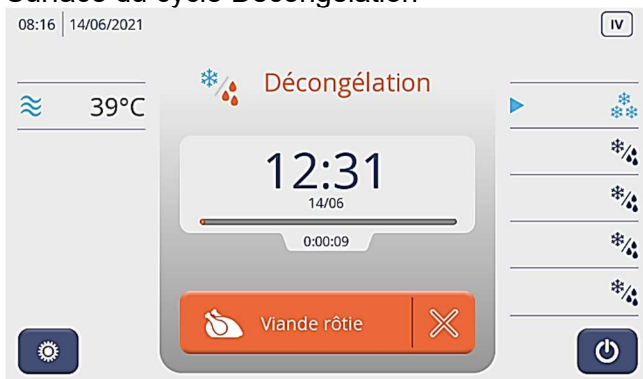 Surface du cycle Décongélation
08:16 14/06/2021
IV
Décongélation
39°C
12:31
14/06
0:00:09
Viande rôtie